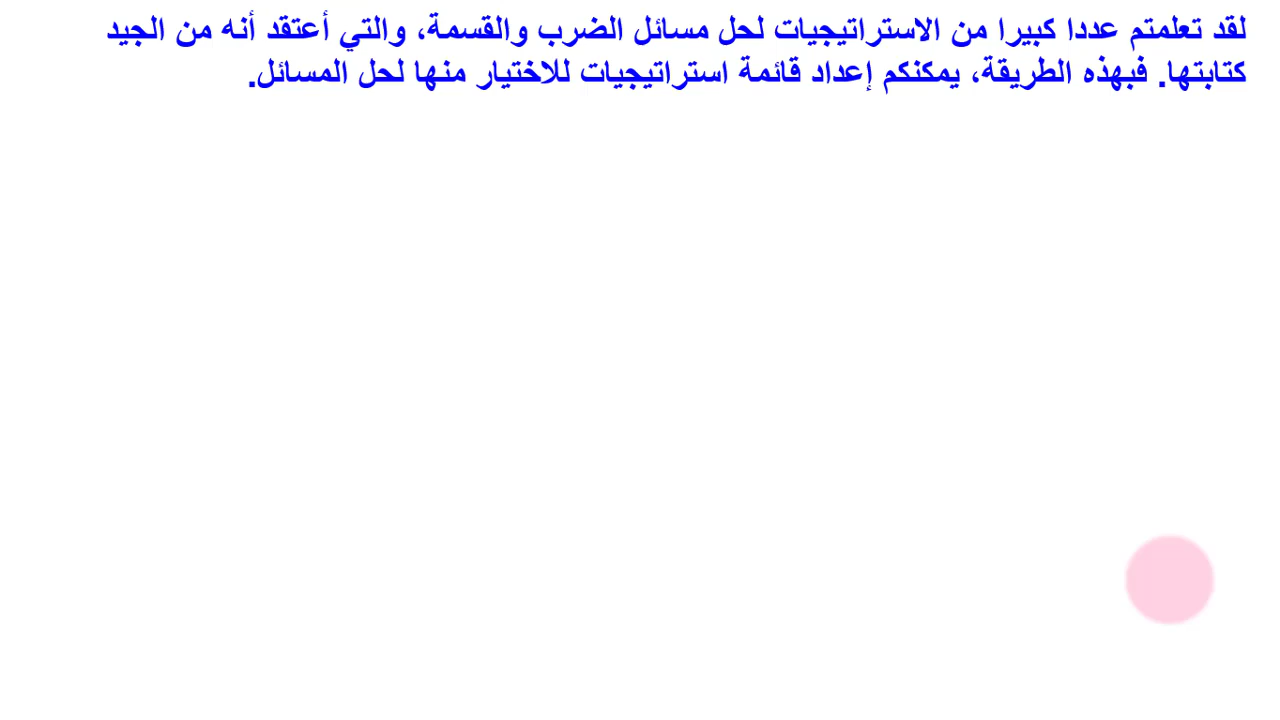 لقد تعلمتم عددا كبيرا من الاستراتيجيات لحل مسائل الضرب والقسمة، والتي أعتقد أنه من الجيد
كتابتها. فبهذه الطريقة، يمكنكم إعداد قائمة استراتيجيات للاختيار منها لحل المسائل.